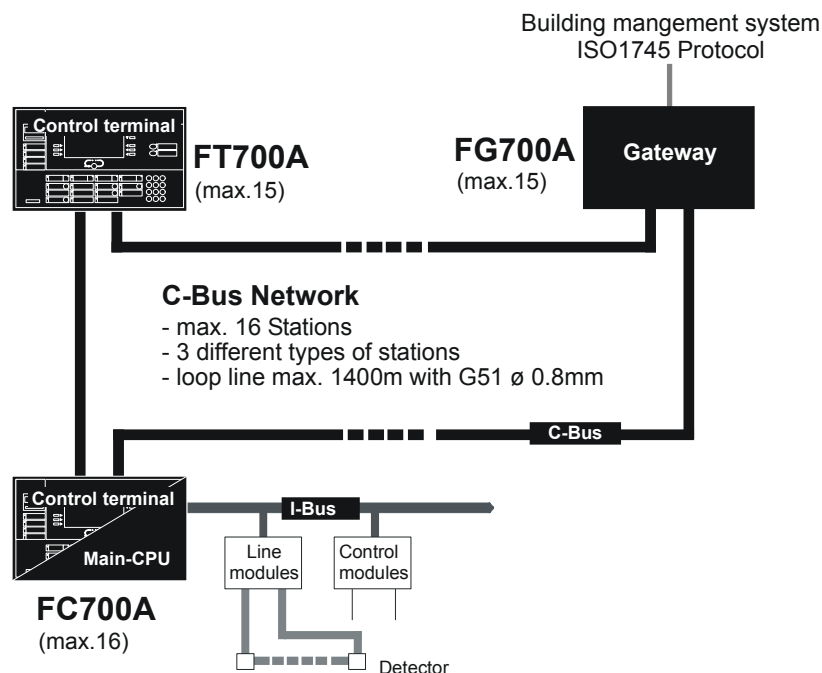 Building mangement system
ISO1745 Protocol
Control terminal
FT700A
(max.15)
FG700A
(max.15)
Gateway
C-Bus Network
- max. 16 Stations
- 3 different types of stations
- loop line max. 1400m with G51 ø 0.8mm
C-Bus
Control terminal
Main-CPU
I-Bus
Line
modules
Control
modules
FC700A
(max.16)
Detector